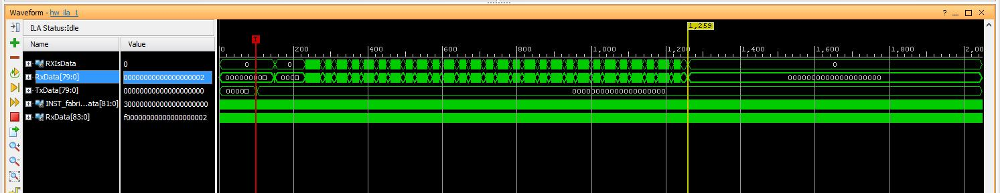 Waveform - hw_ila_1
ILA Status:Idle
1,259
T
Name Value
0 200 400 600 800 1,000 1,200 1,400 1,600 1,800 2,00
RXIsData 0 0 0 0
RxData[79:0] 00000000000000000002 000000000 0000 00000000000000000000
TxData[79:0] 00000000000000000000 0000 00000000000000000000
INST_fabri...ata[81:0] 300000000000000000000
RxData[83:0] f00000000000000000002